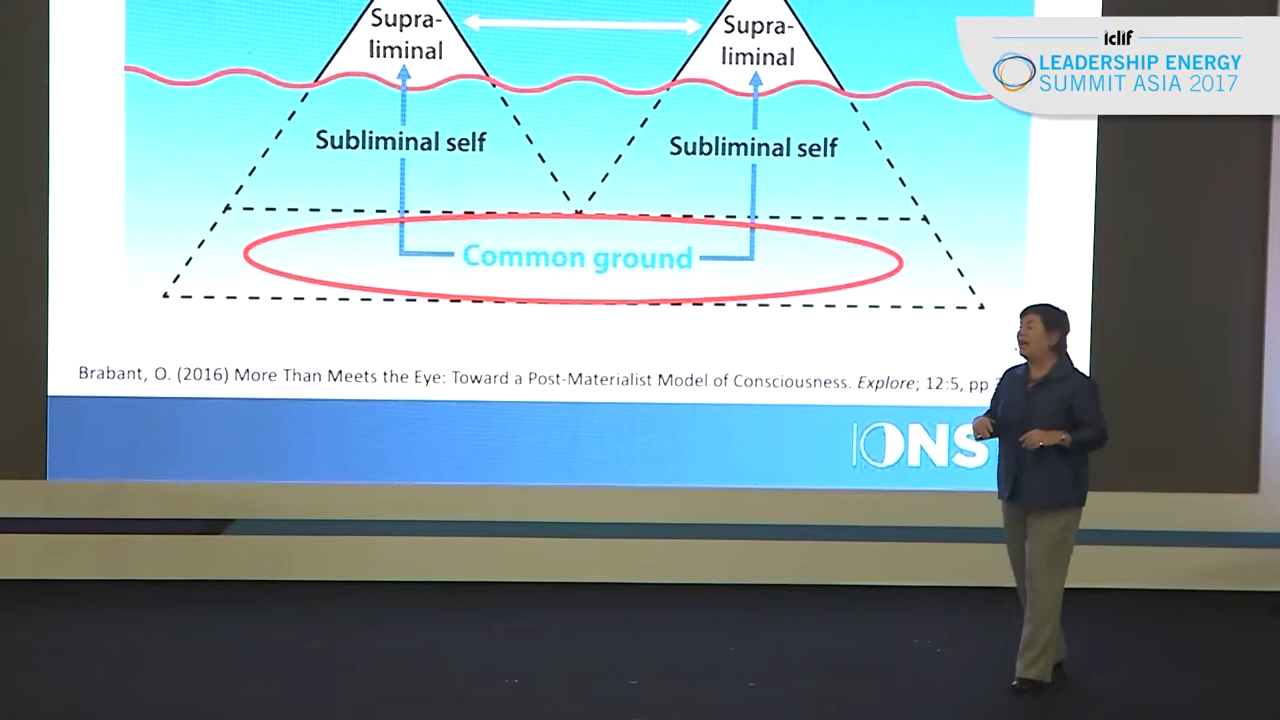 Supra-
liminal
Supra-
liminal
iclif
LEADERSHIP ENERGY
SUMMIT ASIA 2017
Subliminal self
Subliminal self
Common ground
Brabant, O. (2016) More Than Meets the Eye: Toward a Post-Materialist Model of Consciousness. Explore; 12:5, pp
IONS